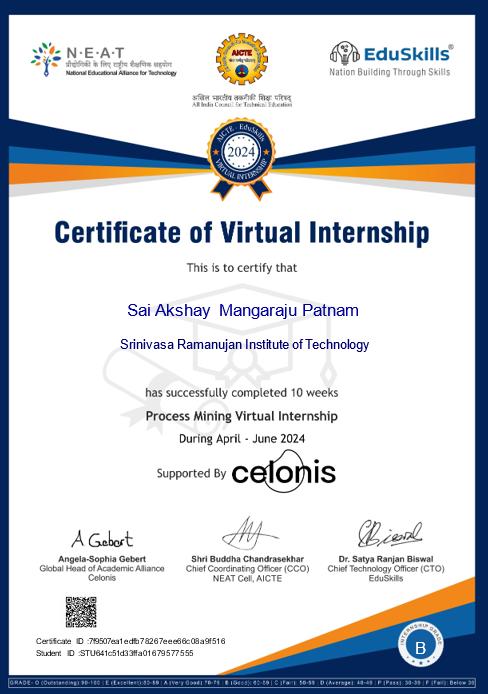 N·E·A·T
प्रौद्योगिकी के लिए राष्ट्रीय शैक्षणिक सहयोग
National Educational Alliance for Technology
AICTE
अखिल भारतीय तकनीकी शिक्षा परिषद्
All India Council for Technical Education
EduSkills®
Nation Building Through Skills
AICTE - EduSkills
2024
VIRTUAL INTERNSHIP
Certificate of Virtual Internship
This is to certify that
Sai Akshay Mangaraju Patnam
Srinivasa Ramanujan Institute of Technology
has successfully completed 10 weeks
Process Mining Virtual Internship
During April - June 2024
Supported By celonis
A Gebert
Angela-Sophia Gebert
Global Head of Academic Alliance
Celonis
Shri Buddha Chandrasekhar
Chief Coordinating Officer (CCO)
NEAT Cell, AICTE
Dr. Satya Ranjan Biswal
Chief Technology Officer (CTO)
EduSkills
Certificate ID :7f9507ea1edfb78267eee66c08a9f516
Student ID :STU641c51d33ffa01679577555
INTERNSHIP GRADE
B
GRADE- O (Outstanding): 90-100 | E (Excellent): 80-89 | A (Very Good): 70-79 | B (Good): 60-69 | C (Fair): 50-59 | D (Average): 40-49 | P (Pass): 30-39 | F (Fail): Below 30